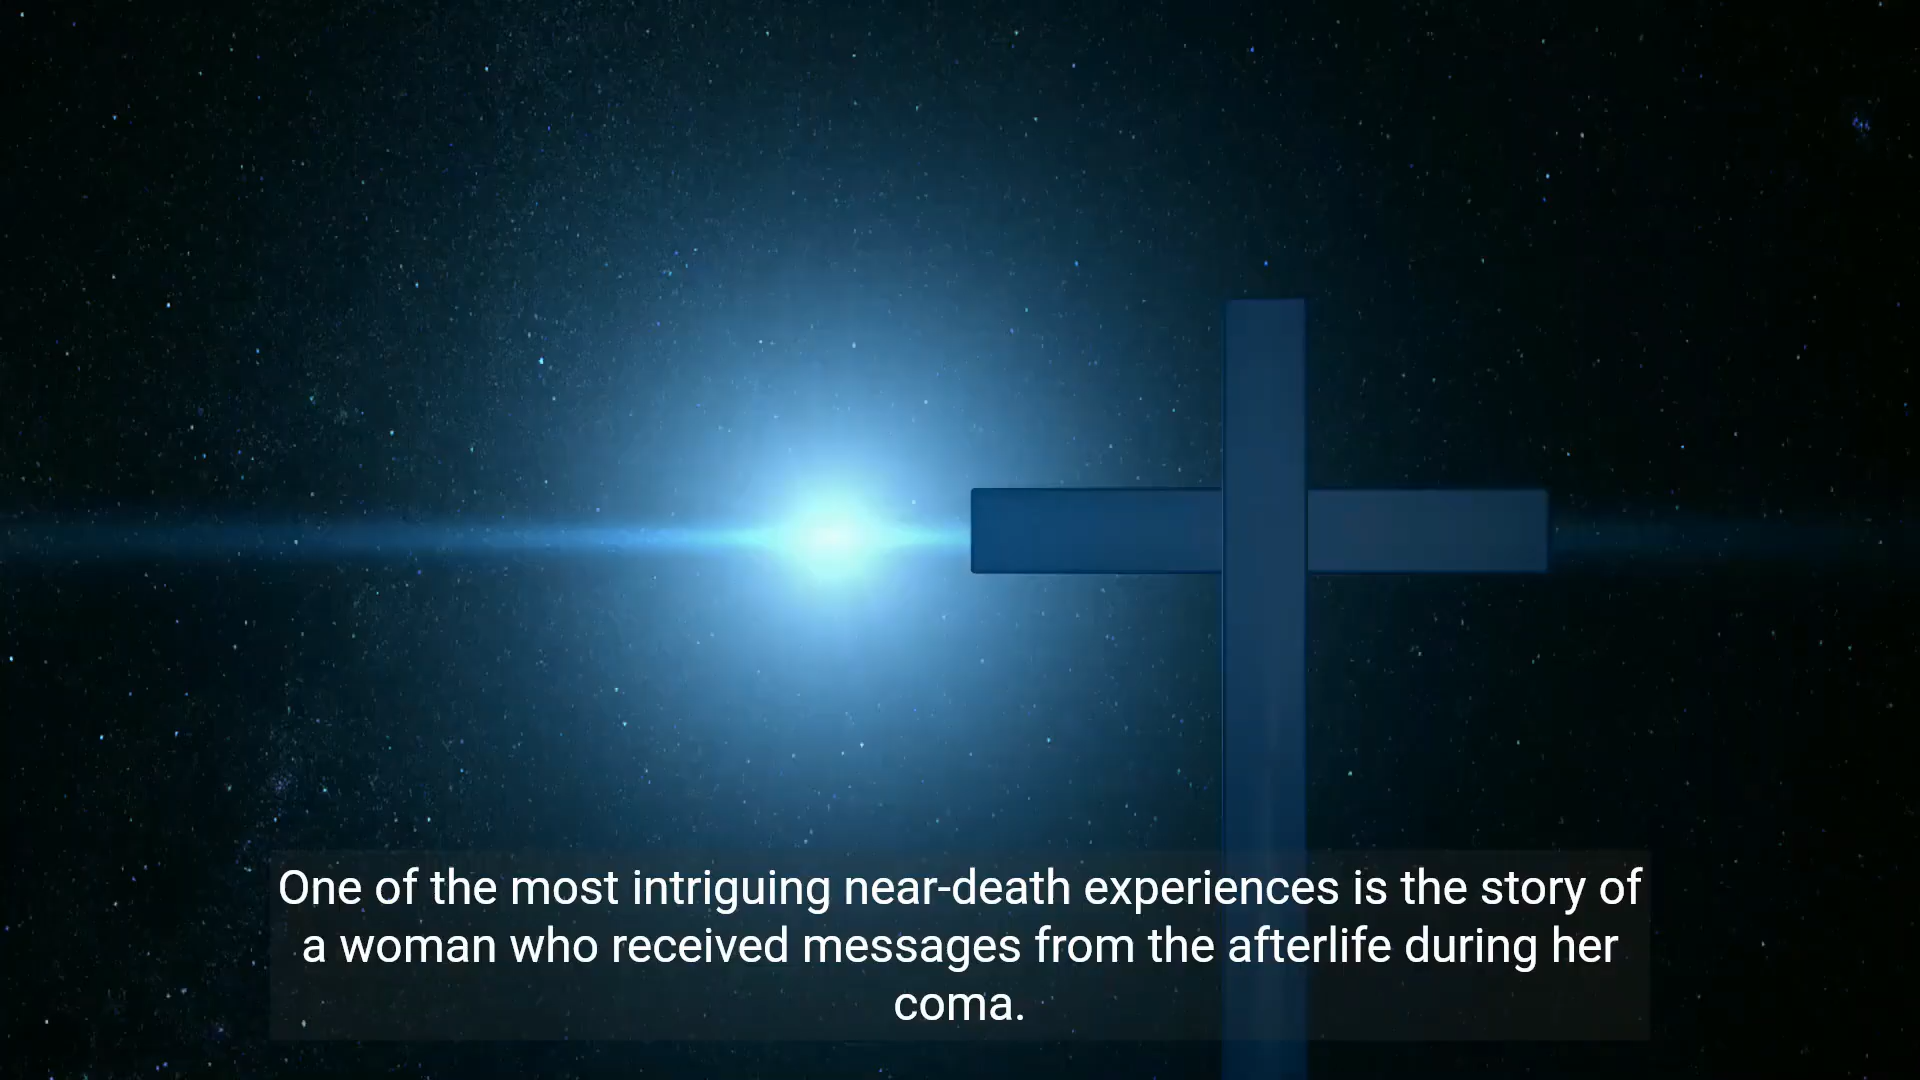 One of the most intriguing near-death experiences is the story of
a woman who received messages from the afterlife during her
coma.